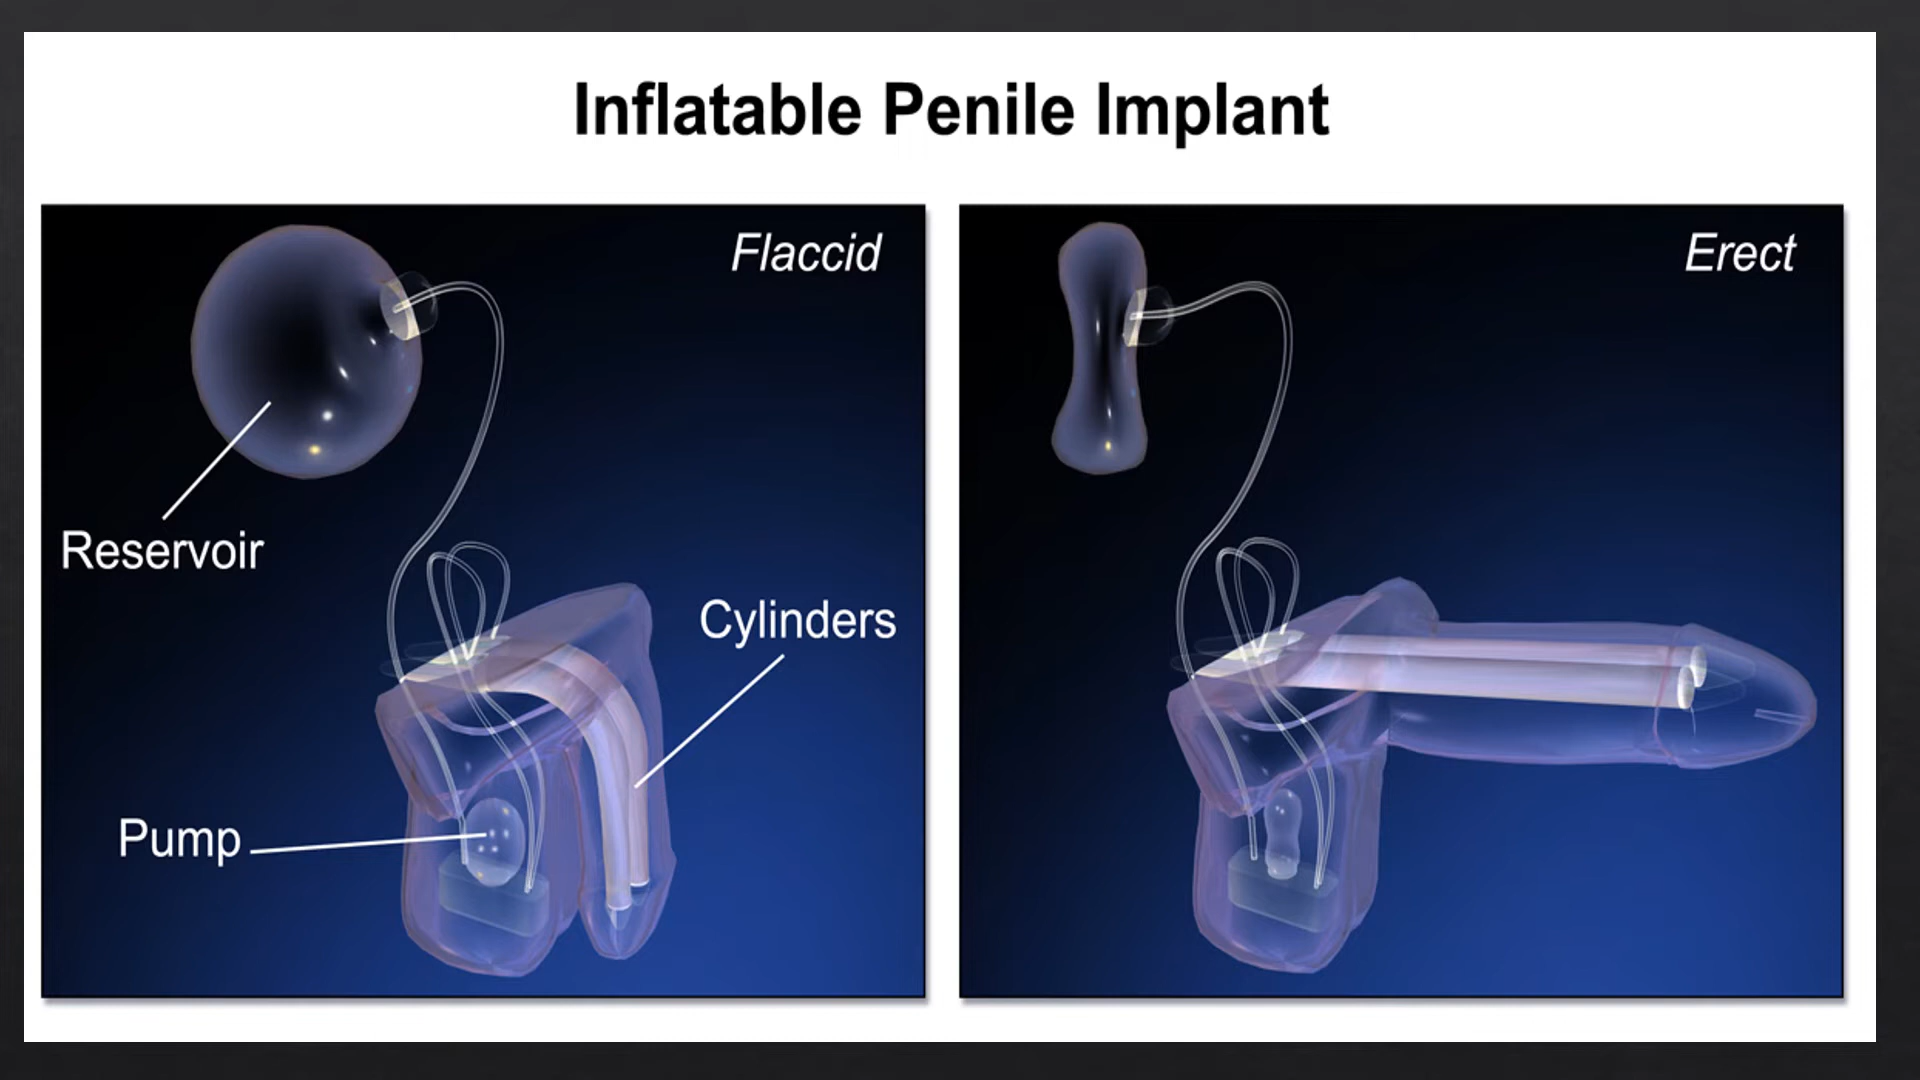 Inflatable Penile Implant
Flaccid
Reservoir
Cylinders
Pump
Erect